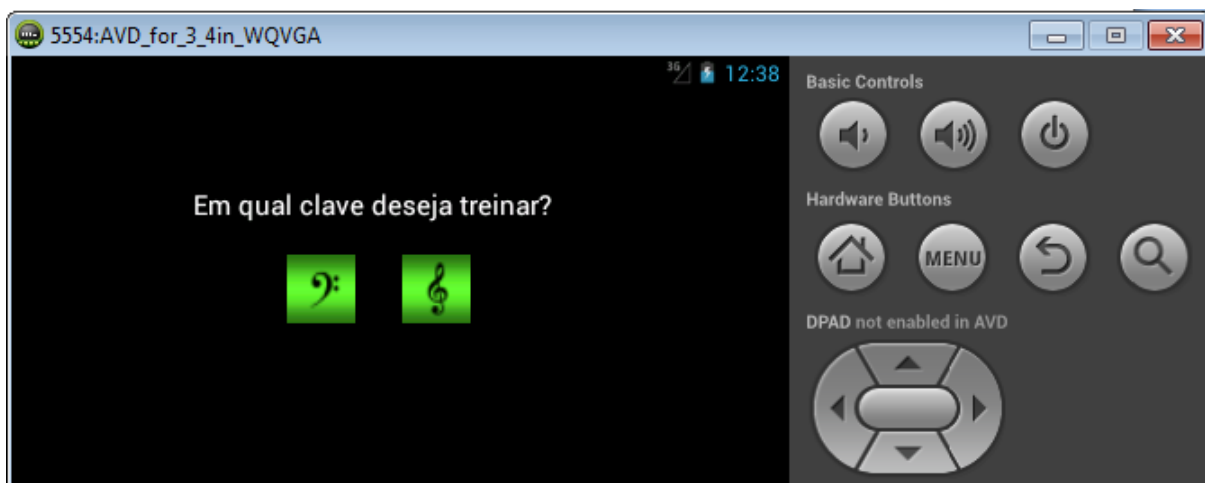 5554:AVD_for_3_4in_WQVGA
3G 12:38
Em qual clave deseja treinar?
Basic Controls
Hardware Buttons
MENU
DPAD not enabled in AVD